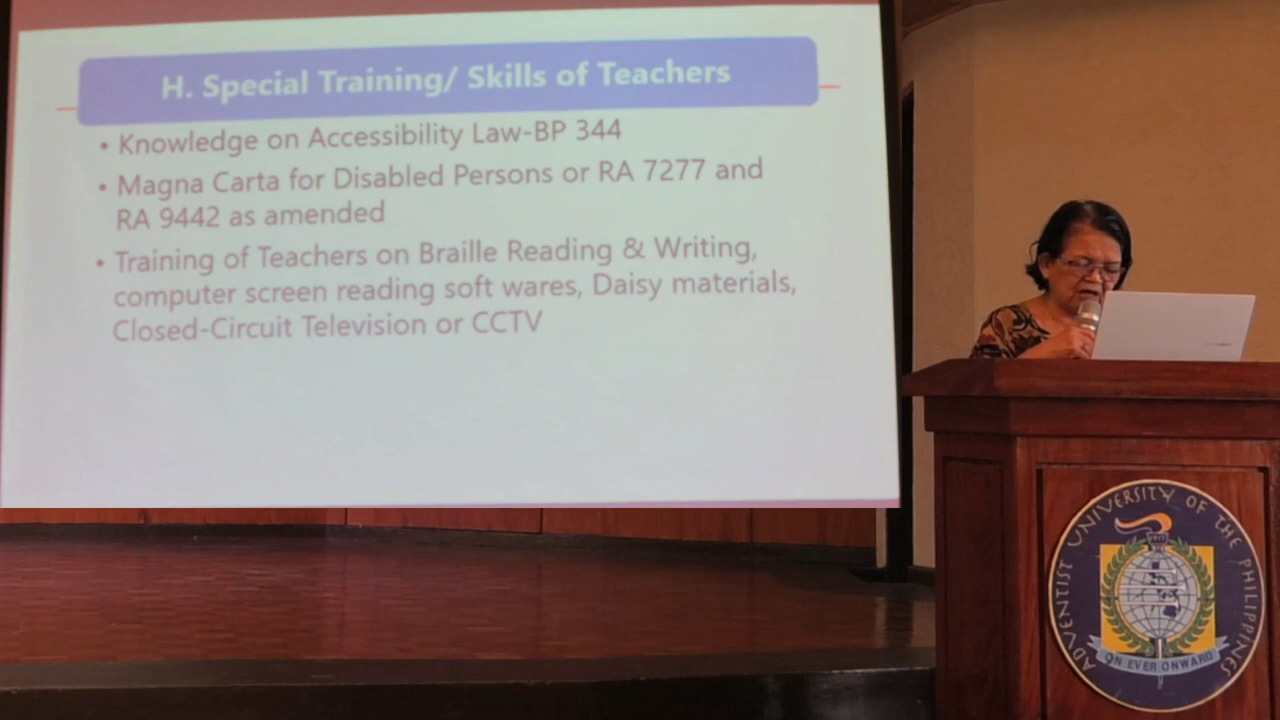 H. Special Training/ Skills of Teachers
• Knowledge on Accessibility Law-BP 344
• Magna Carta for Disabled Persons or RA 7277 and
RA 9442 as amended
• Training of Teachers on Braille Reading & Writing,
computer screen reading soft wares, Daisy materials,
Closed-Circuit Television or CCTV
ADVENTIST UNIVERSITY OF THE PHILIPPINES
ON EVER ONWARD